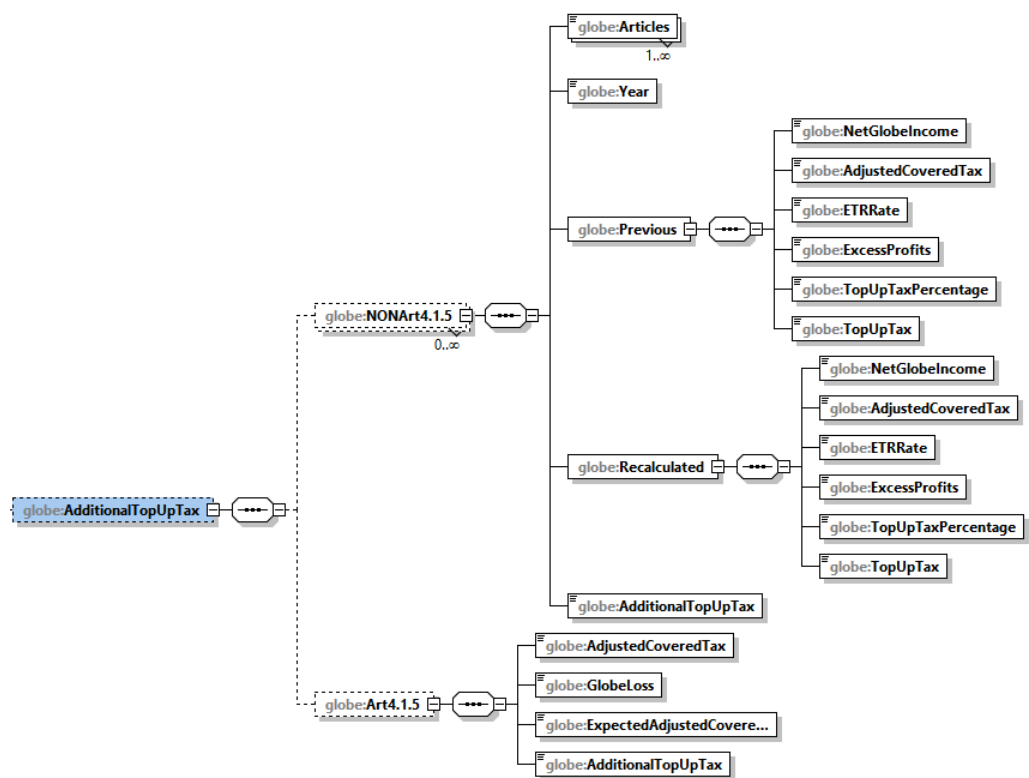 globe:Articles
1..∞
globe:Year
globe:NetGlobeIncome
globe:AdjustedCoveredTax
globe:ETRRate
globe:Previous
globe:ExcessProfits
globe:TopUpTaxPercentage
globe:TopUpTax
globe:NONArt4.1.5
0..∞
globe:NetGlobeIncome
globe:AdjustedCoveredTax
globe:ETRRate
globe:Recalculated
globe:ExcessProfits
globe:TopUpTaxPercentage
globe:TopUpTax
globe:AdditionalTopUpTax
globe:AdditionalTopUpTax
globe:AdjustedCoveredTax
globe:GlobeLoss
globe:Art4.1.5
globe:ExpectedAdjustedCovere...
globe:AdditionalTopUpTax